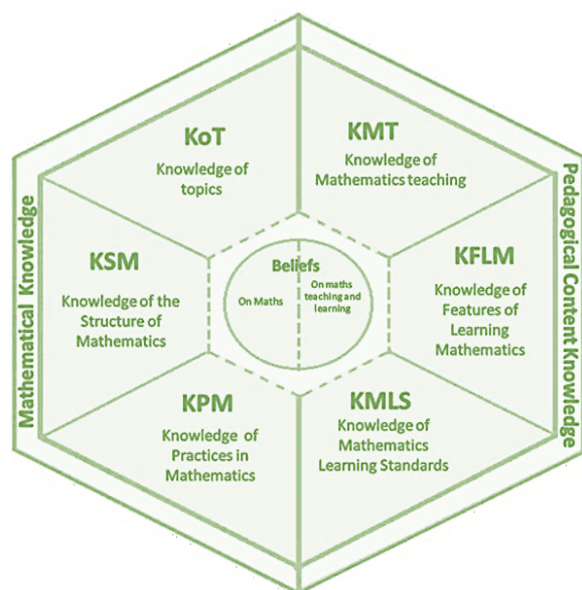 Mathematical Knowledge
KoT
Knowledge of
topics
KSM
Knowledge of the
Structure of
Mathematics
KPM
Knowledge of
Practices in
Mathematics
Beliefs
On Maths
On maths
teaching and
learning
KMT
Knowledge of
Mathematics teaching
KFLM
Knowledge of
Features of
Learning
Mathematics
KMLS
Knowledge of
Mathematics
Learning Standards
Pedagogical Content Knowledge